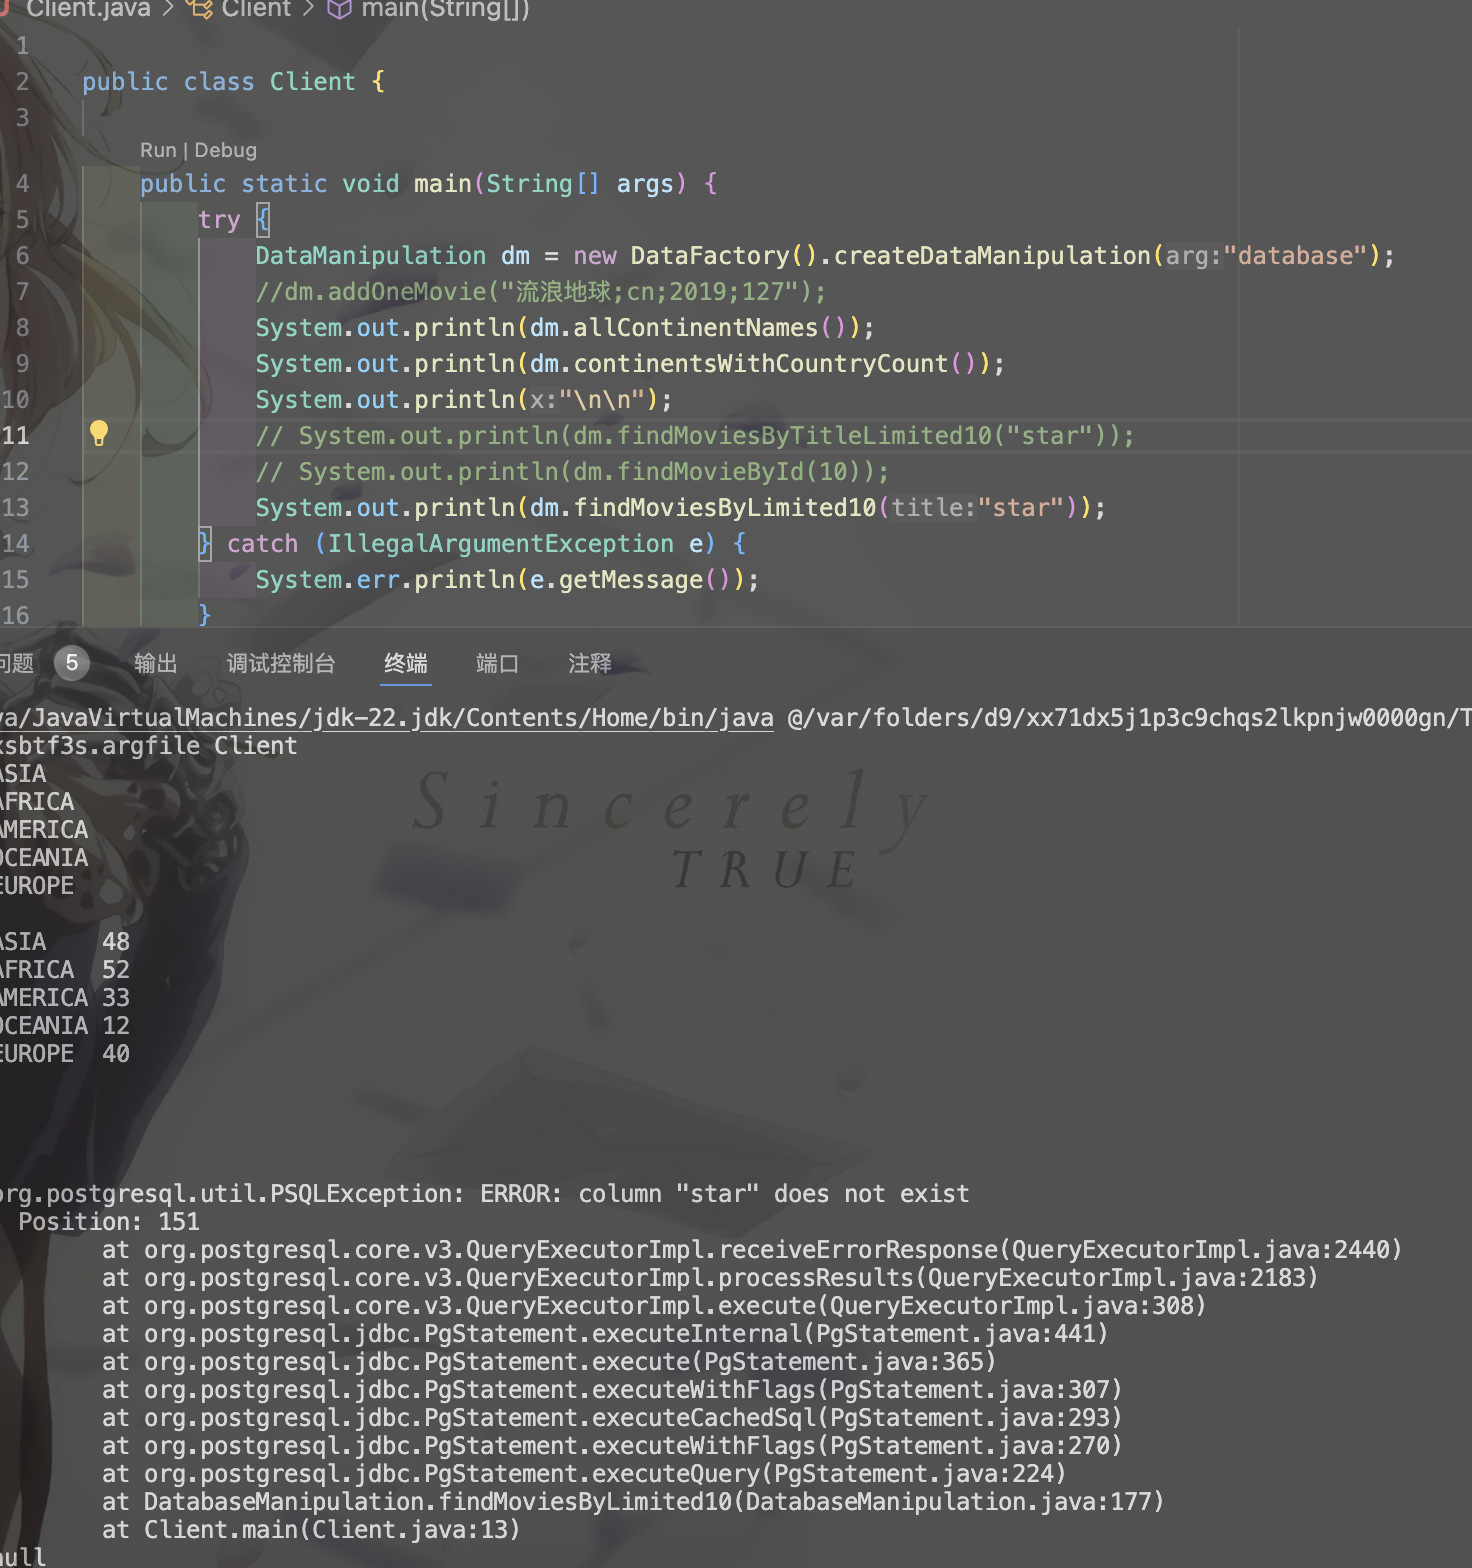 Client.java > Client > main(String[])
1
2 public class Client {
3
Run | Debug
4 public static void main(String[] args) {
5 try {
6 DataManipulation dm = new DataFactory().createDataManipulation(arg:"database");
7 //dm.addOneMovie("流浪地球;cn;2019;127");
8 System.out.println(dm.allContinentNames());
9 System.out.println(dm.continentsWithCountryCount());
10 System.out.println(x:"\n\n");
11 // System.out.println(dm.findMoviesByTitleLimited10("star"));
12 // System.out.println(dm.findMovieById(10));
13 System.out.println(dm.findMoviesByLimited10(title:"star"));
14 } catch (IllegalArgumentException e) {
15 System.err.println(e.getMessage());
16 }
问题 5 输出 调试控制台 终端 端口 注释
va/JavaVirtualMachines/jdk-22.jdk/Contents/Home/bin/java @/var/folders/d9/xx71dx5j1p3c9chqs2lkpnjw0000gn/T
xsbtf3s.argfile Client
ASIA
AFRICA
AMERICA
OCEANIA
EUROPE
Sincerely
TRUE
ASIA 48
AFRICA 52
AMERICA 33
OCEANIA 12
EUROPE 40
org.postgresql.util.PSQLException: ERROR: column "star" does not exist
Position: 151
at org.postgresql.core.v3.QueryExecutorImpl.receiveErrorResponse(QueryExecutorImpl.java:2440)
at org.postgresql.core.v3.QueryExecutorImpl.processResults(QueryExecutorImpl.java:2183)
at org.postgresql.core.v3.QueryExecutorImpl.execute(QueryExecutorImpl.java:308)
at org.postgresql.jdbc.PgStatement.executeInternal(PgStatement.java:441)
at org.postgresql.jdbc.PgStatement.execute(PgStatement.java:365)
at org.postgresql.jdbc.PgStatement.executeWithFlags(PgStatement.java:307)
at org.postgresql.jdbc.PgStatement.executeCachedSql(PgStatement.java:293)
at org.postgresql.jdbc.PgStatement.executeWithFlags(PgStatement.java:270)
at org.postgresql.jdbc.PgStatement.executeQuery(PgStatement.java:224)
at DatabaseManipulation.findMoviesByLimited10(DatabaseManipulation.java:177)
at Client.main(Client.java:13)
null